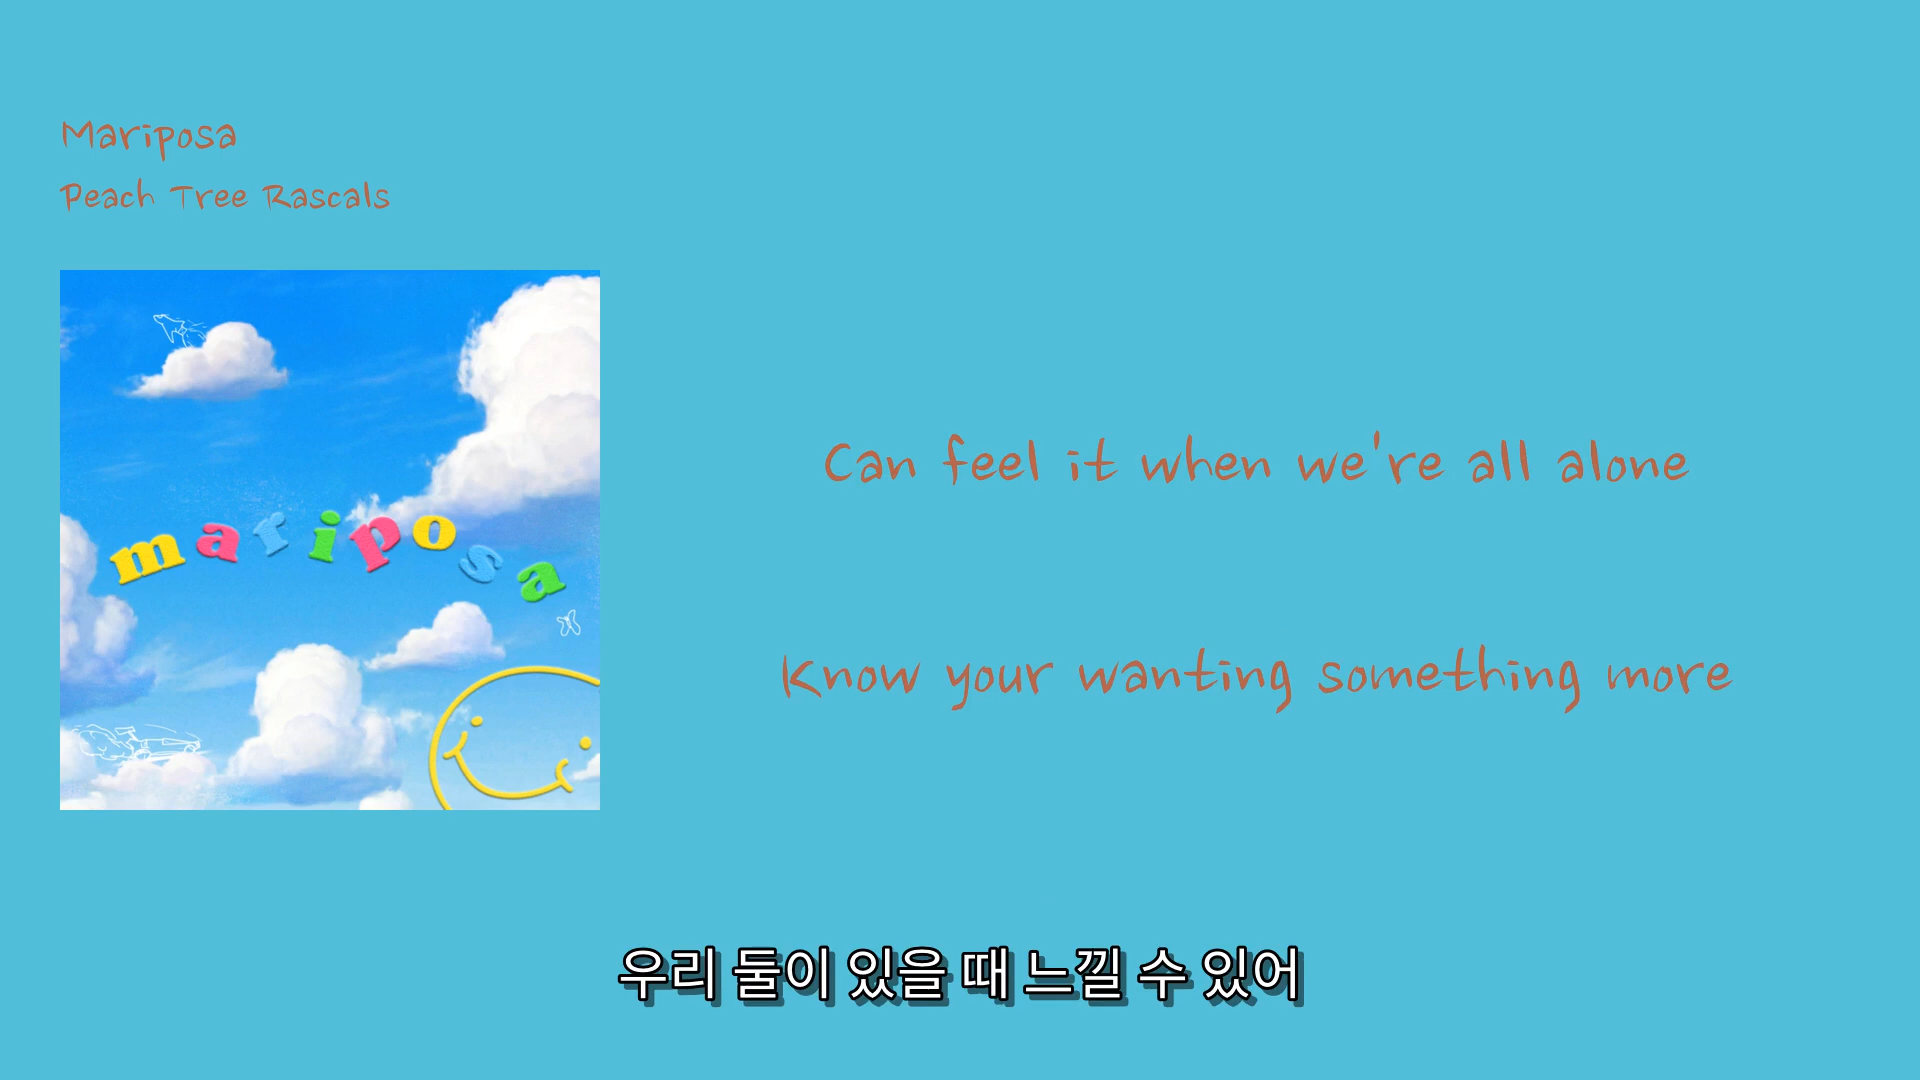 Mariposa
Peach Tree Rascals
mariposa
Can feel it when we're all alone
Know your wanting something more
우리 둘이 있을 때 느낄 수 있어